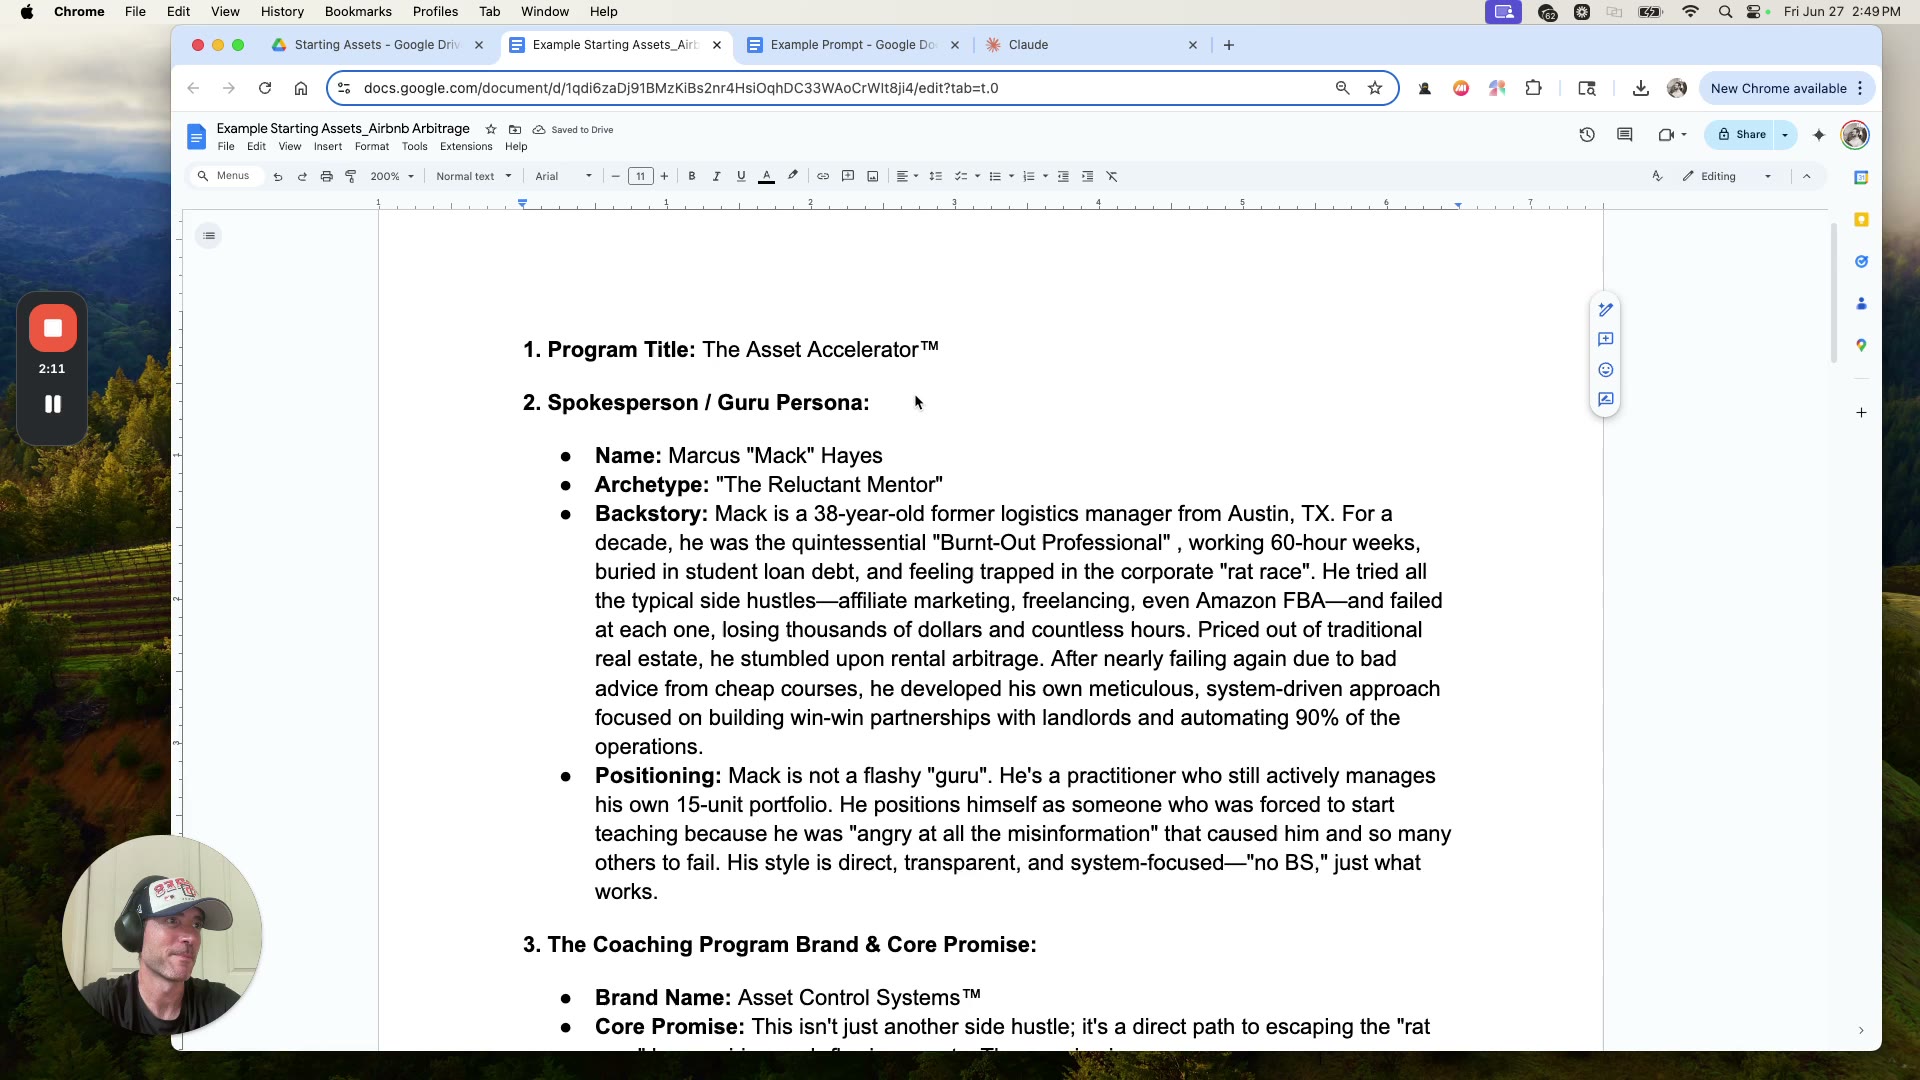 Chrome File Edit View History Bookmarks Profiles Tab Window Help
62
Fri Jun 27 2:49 PM
Starting Assets - Google Driv
Example Starting Assets_Airb
Example Prompt - Google Do
Claude
docs.google.com/document/d/1qdi6zaDj91BMzKiBs2nr4HsiOqhDC33WAoCrWIt8ji4/edit?tab=t.0
New Chrome available
Example Starting Assets_Airbnb Arbitrage
Saved to Drive
File Edit View Insert Format Tools Extensions Help
Share
Menus
200%
Normal text
Arial
11
B I U A
Editing
1 1 2 3 4 5 6 7
2:11
1. Program Title: The Asset Accelerator™
2. Spokesperson / Guru Persona:
● Name: Marcus "Mack" Hayes
● Archetype: "The Reluctant Mentor"
● Backstory: Mack is a 38-year-old former logistics manager from Austin, TX. For a
decade, he was the quintessential "Burnt-Out Professional" , working 60-hour weeks,
buried in student loan debt, and feeling trapped in the corporate "rat race". He tried all
the typical side hustles—affiliate marketing, freelancing, even Amazon FBA—and failed
at each one, losing thousands of dollars and countless hours. Priced out of traditional
real estate, he stumbled upon rental arbitrage. After nearly failing again due to bad
advice from cheap courses, he developed his own meticulous, system-driven approach
focused on building win-win partnerships with landlords and automating 90% of the
operations.
● Positioning: Mack is not a flashy "guru". He's a practitioner who still actively manages
his own 15-unit portfolio. He positions himself as someone who was forced to start
teaching because he was "angry at all the misinformation" that caused him and so many
others to fail. His style is direct, transparent, and system-focused—"no BS," just what
works.
3. The Coaching Program Brand & Core Promise:
● Brand Name: Asset Control Systems™
● Core Promise: This isn't just another side hustle; it's a direct path to escaping the "rat